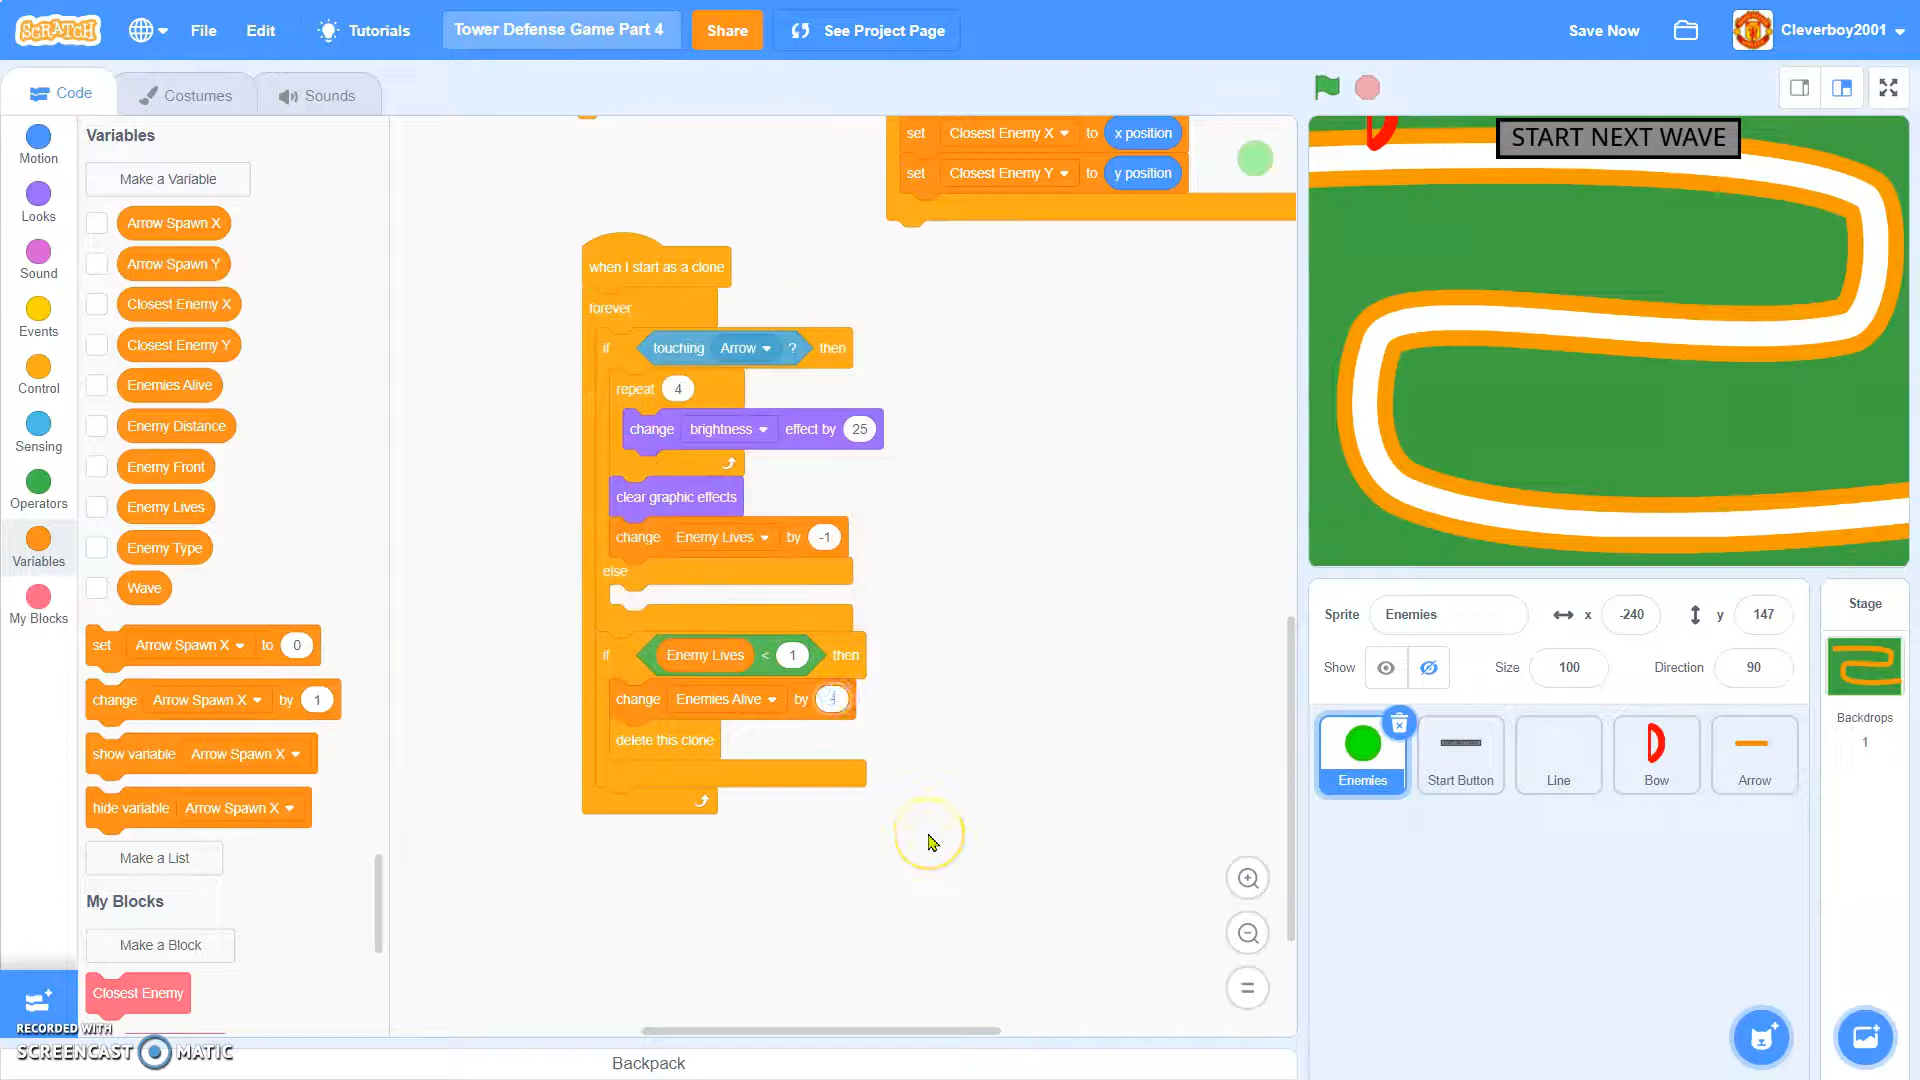 SCRATCH
File
Edit
Tutorials
Tower Defense Game Part 4
Share
See Project Page
Save Now
Cleverboy2001
Code
Costumes
Sounds
Motion
Looks
Sound
Events
Control
Sensing
Operators
Variables
My Blocks
Variables
Make a Variable
Arrow Spawn X
Arrow Spawn Y
Closest Enemy X
Closest Enemy Y
Enemies Alive
Enemy Distance
Enemy Front
Enemy Lives
Enemy Type
Wave
set Arrow Spawn X to 0
change Arrow Spawn X by 1
show variable Arrow Spawn X
hide variable Arrow Spawn X
Make a List
My Blocks
Make a Block
Closest Enemy
set Closest Enemy X to x position
set Closest Enemy Y to y position
when I start as a clone
forever
if touching Arrow ? then
repeat 4
change brightness effect by 25
clear graphic effects
change Enemy Lives by -1
else
if Enemy Lives < 1 then
change Enemies Alive by
delete this clone
Backpack
START NEXT WAVE
Sprite Enemies x -240 y 147
Show Size 100 Direction 90
Enemies
Start Button
Line
Bow
Arrow
Stage
Backdrops
1
RECORDED WITH
SCREENCAST MATIC